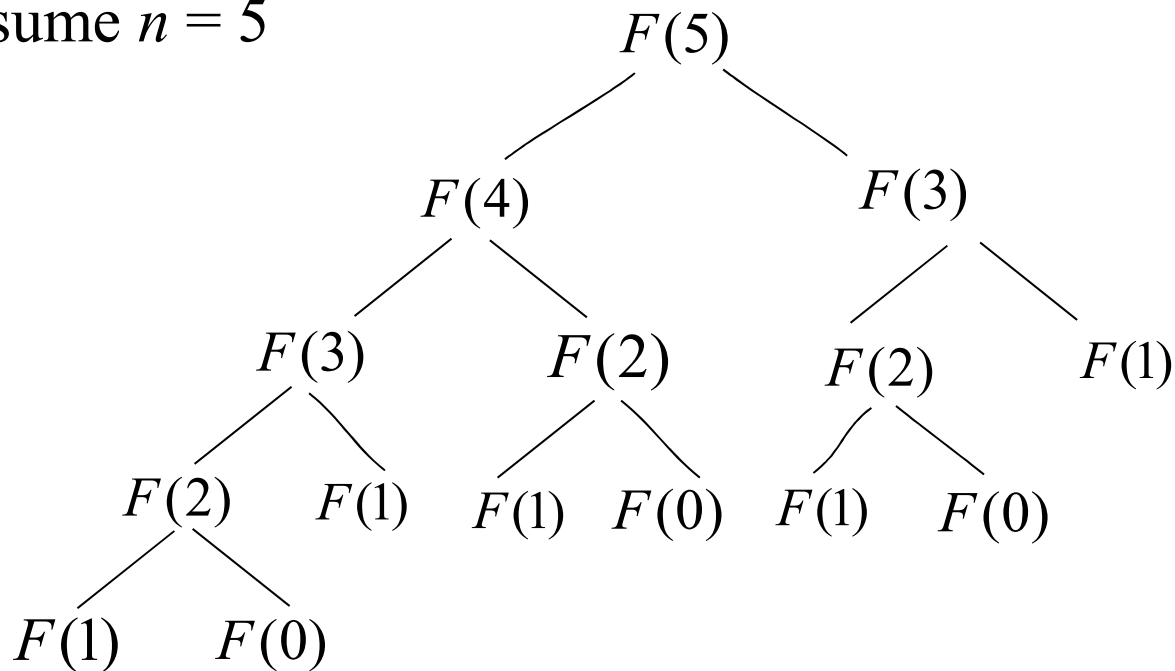 sume n = 5
F(5)
F(4) F(3)
F(3) F(2) F(2) F(1)
F(2) F(1) F(1) F(0) F(1) F(0)
F(1) F(0)